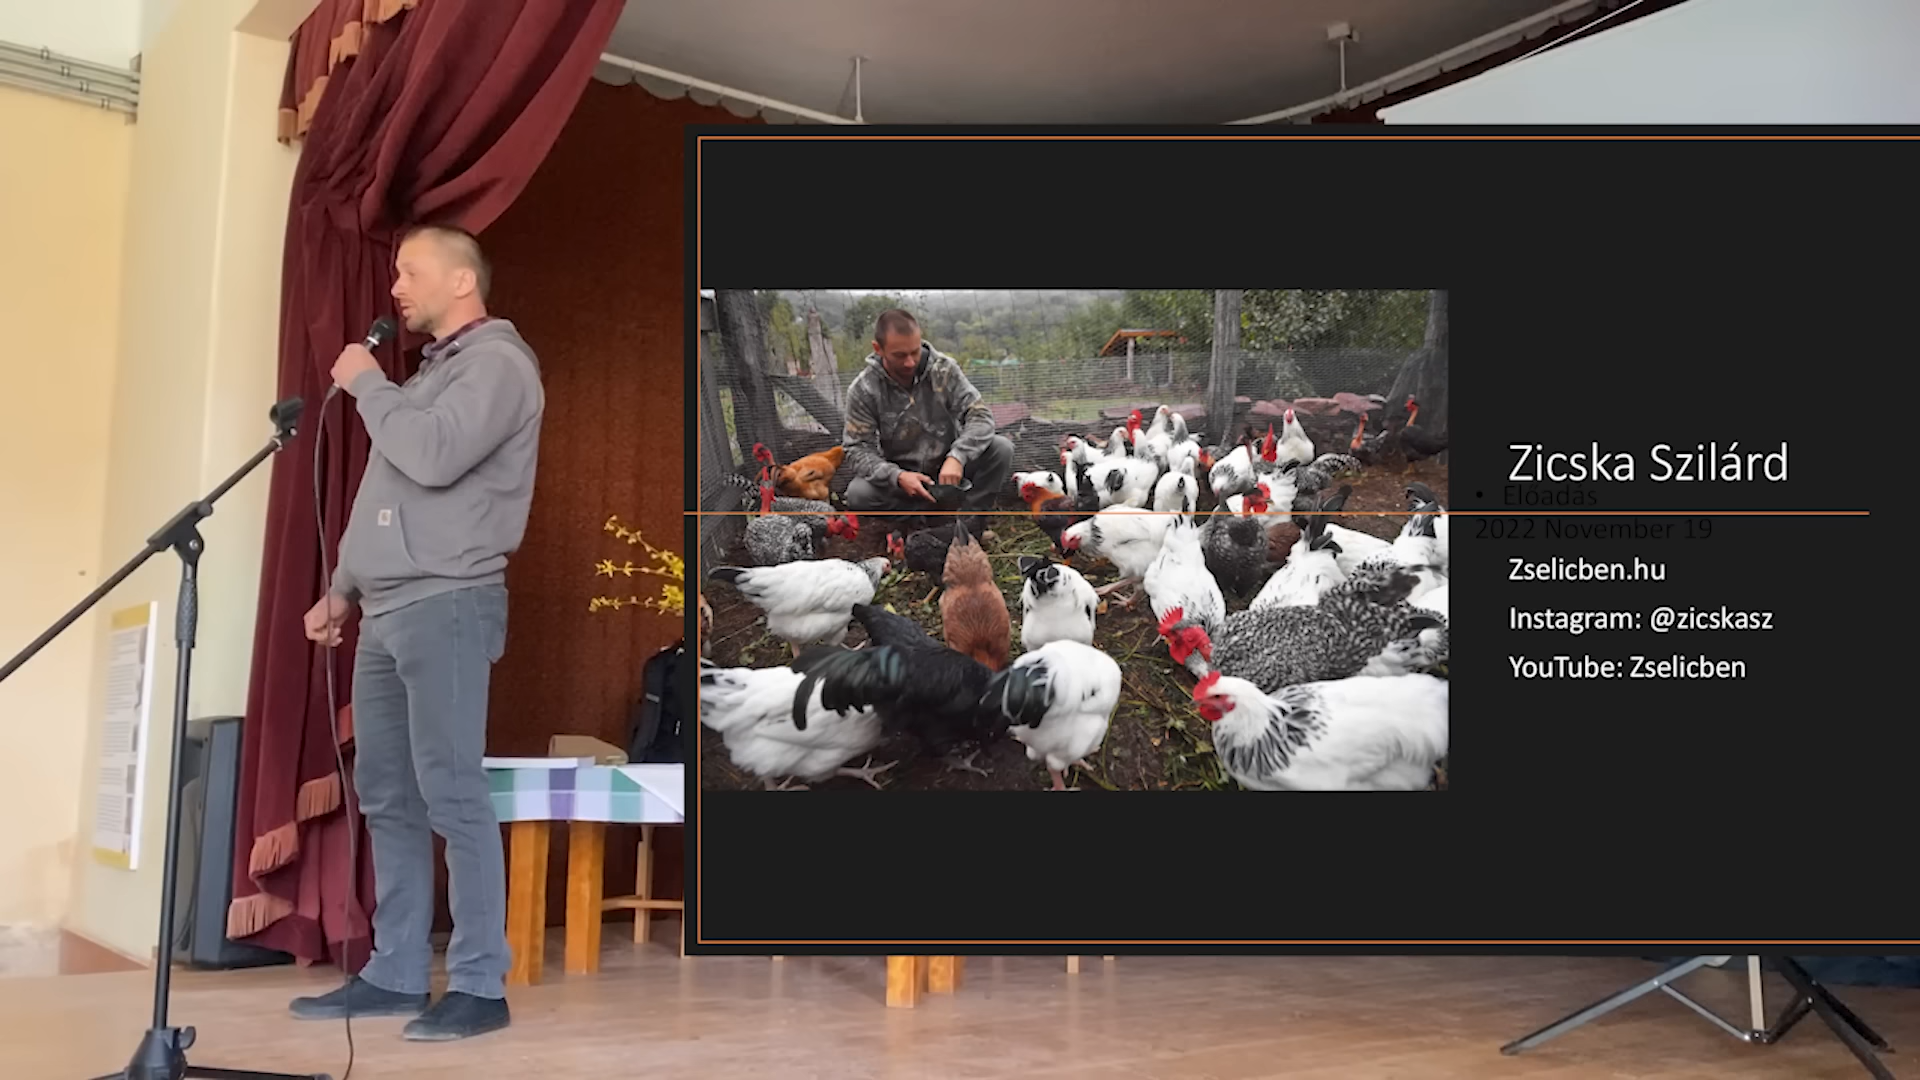 Zicska Szilárd
• Előadás
2022 November 19
Zselicben.hu
Instagram: @zicskasz
YouTube: Zselicben